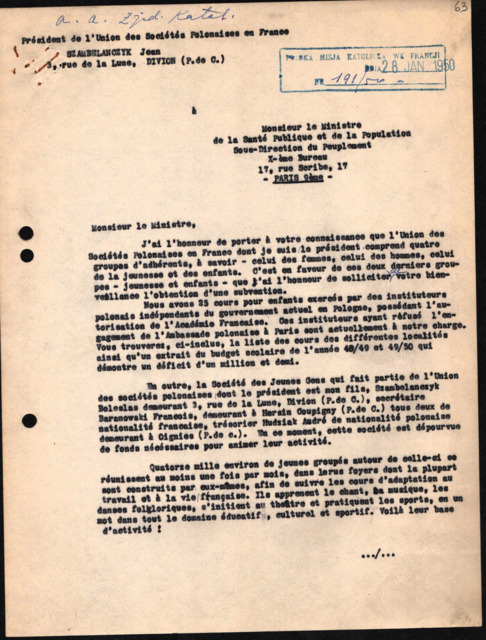 a. a. Zjed. Katol.
63
Président de l'Union des Sociétés Polonaises en France
SZAMBELANCZYK Jean
3, rue de la Lune, DIVION (P.de C.)
POLSKA MISJA KATOLICKA WE FRANCJI
DNIA 28 JAN 1950
NR 191/50 -
à
Monsieur le Ministre
de la Santé Publique et de la Population
Sous-Direction du Peuplement
X-ème Bureau
17, rue Scribe, 17
- PARIS 9ème -
Monsieur le Ministre,
J'ai l'honneur de porter à votre connaissance que l'Union des
Sociétés Polonaises en France dont je suis le président comprend quatre
groupes d'adhérents, à savoir - celui des femmes, celui des hommes, celui
de la jeunesse et des enfants. C'est en faveur de ces deux derniers grou-
pes - jeunesse et enfants - que j'ai l'honneur de solliciter votre bien-
veillance l'obtention d'une subvention.
Nous avons 25 cours pour enfants exercés par des instituteurs
polonais indépendants du gouvernement actuel en Pologne, possédant l'au-
torisation de l'Académie Française. Ces instituteurs ayant refusé l'en-
gagement de l'Ambassade polonaise à Paris sont actuellement à notre charge.
Vous trouverez, ci-inclus, la liste des cours des différentes localités
ainsi qu'un extrait du budget scolaire de l'année 48/49 et 49/50 qui
démontre un déficit d'un million et demi.
En outre, la Société des Jeunes Gens qui fait partie de l'Union
des sociétés polonaises dont le président est mon fils, Szambelanczyk
Boleslas demeurant 3, rue de la Lune, Divion (P.de C.), secrétaire
Baranowski Francois, demeurant à Hersin Coupigny (P.de C.) tous deux de
nationalité française, trésorier Rudziak André de nationalité polonaise
demeurant à Oignies (P.de C.). En ce moment, cette société est dépourvue
de fonds nécessaires pour animer leur activité.
Quatorze mille environ de jeunes groupés autour de celle-ci se
réunissent au moins une fois par mois, dans leurs foyers dont la plupart
sont construits par eux-mêmes, afin de suivre les cours d'adaptation au
travail et à la vie française. Ils apprenent le chant, la musique, les
danses folkloriques, s'initient au théâtre et pratiquent les sports, en un
mot dans tout le domaine éducatif, culturel et sportif. Voilà leur base
d'activité :
.../...